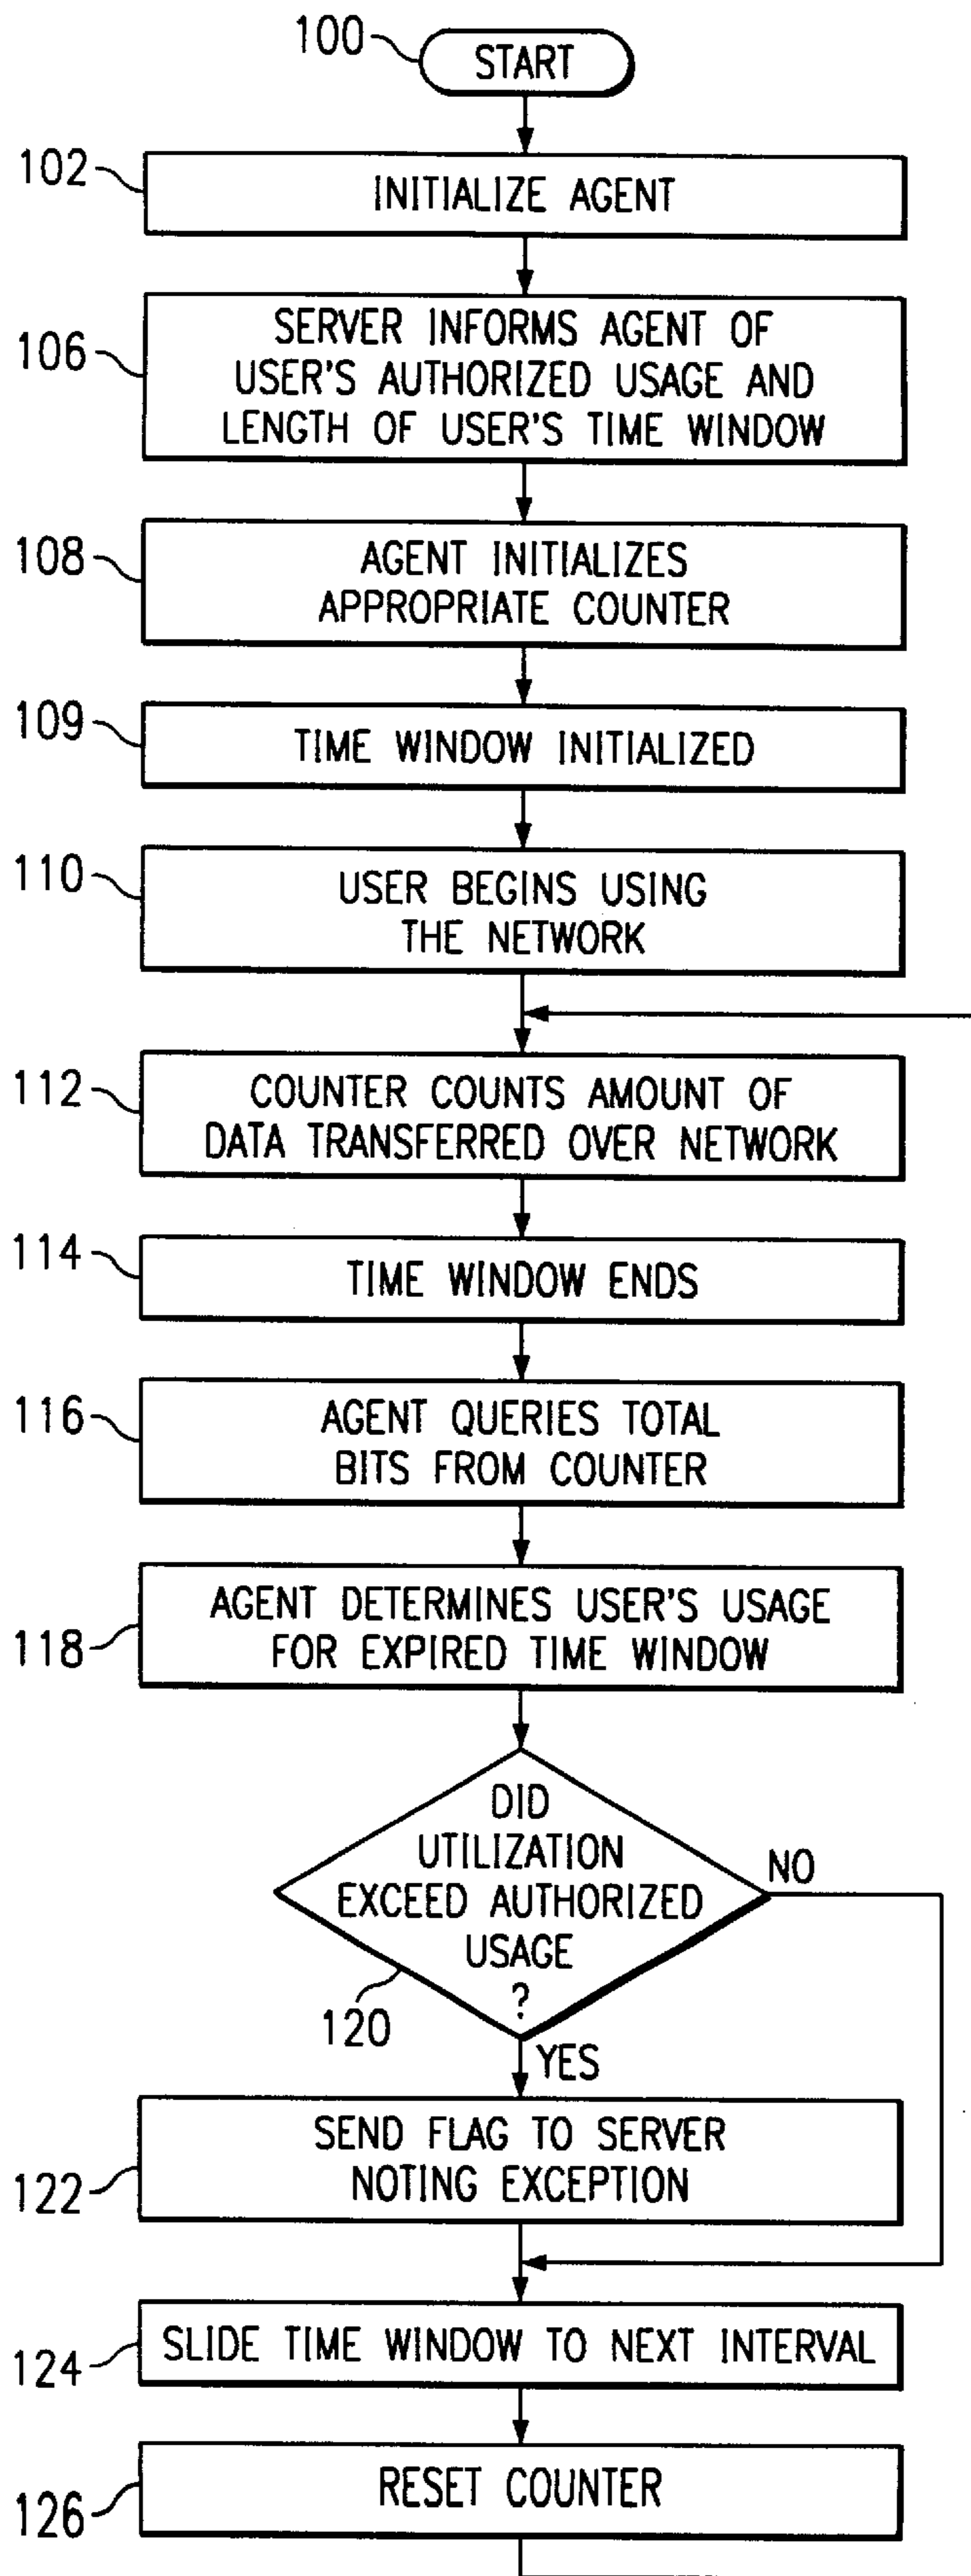 100
START
102
INITIALIZE AGENT
106
SERVER INFORMS AGENT OF
USER'S AUTHORIZED USAGE AND
LENGTH OF USER'S TIME WINDOW
108
AGENT INITIALIZES
APPROPRIATE COUNTER
109
TIME WINDOW INITIALIZED
110
USER BEGINS USING
THE NETWORK
112
COUNTER COUNTS AMOUNT OF
DATA TRANSFERRED OVER NETWORK
114
TIME WINDOW ENDS
116
AGENT QUERIES TOTAL
BITS FROM COUNTER
118
AGENT DETERMINES USER'S USAGE
FOR EXPIRED TIME WINDOW
DID
UTILIZATION
EXCEED AUTHORIZED
USAGE
?
NO
120
YES
122
SEND FLAG TO SERVER
NOTING EXCEPTION
124
SLIDE TIME WINDOW TO NEXT INTERVAL
126
RESET COUNTER